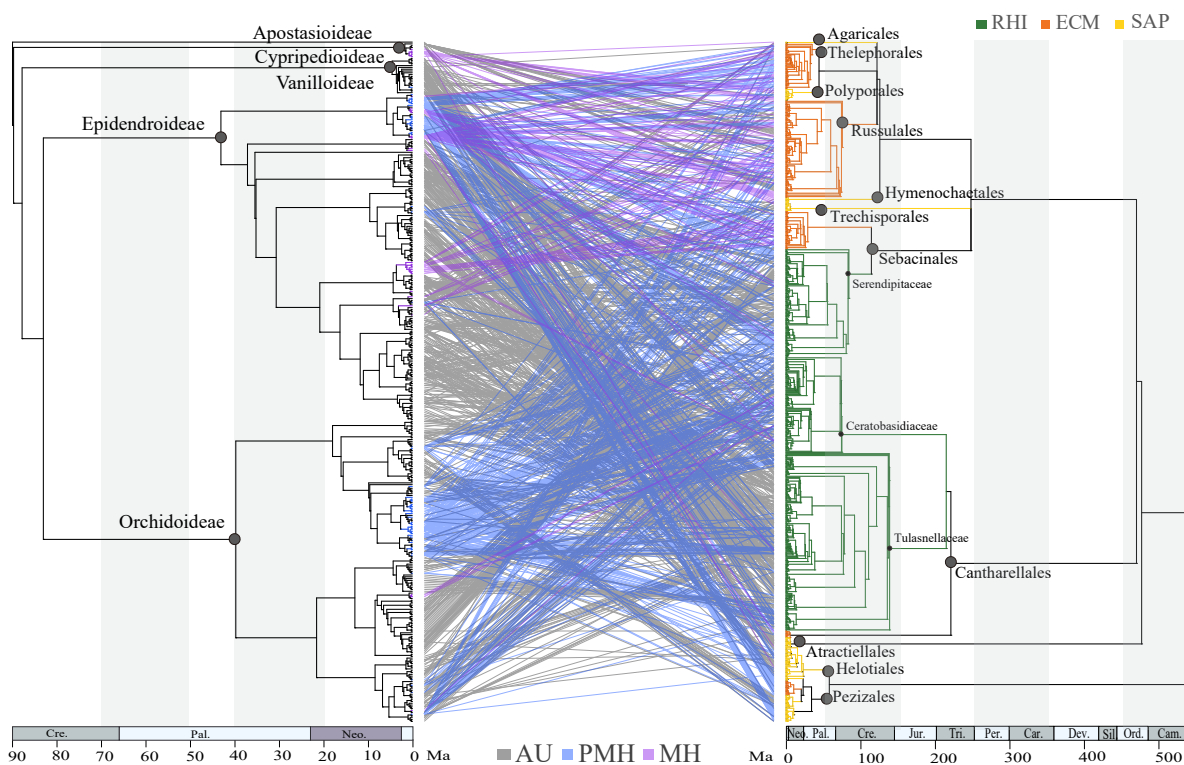 RHI ECM SAP
Apostasioideae
Cypripedioideae
Vanilloideae
Epidendroideae
Orchidoideae
Agaricales
Thelephorales
Polyporales
Russulales
Hymenochaetales
Trechisporales
Sebacinales
Serendipitaceae
Ceratobasidiaceae
Tulasnellaceae
Cantharellales
Atractiellales
Helotiales
Pezizales
Cre. Pal. Neo.
90 80 70 60 50 40 30 20 10 0 Ma
AU PMH MH
Neo. Pal. Cre. Jur. Tri. Per. Car. Dev. Sil. Ord. Cam.
Ma 0 100 200 300 400 500